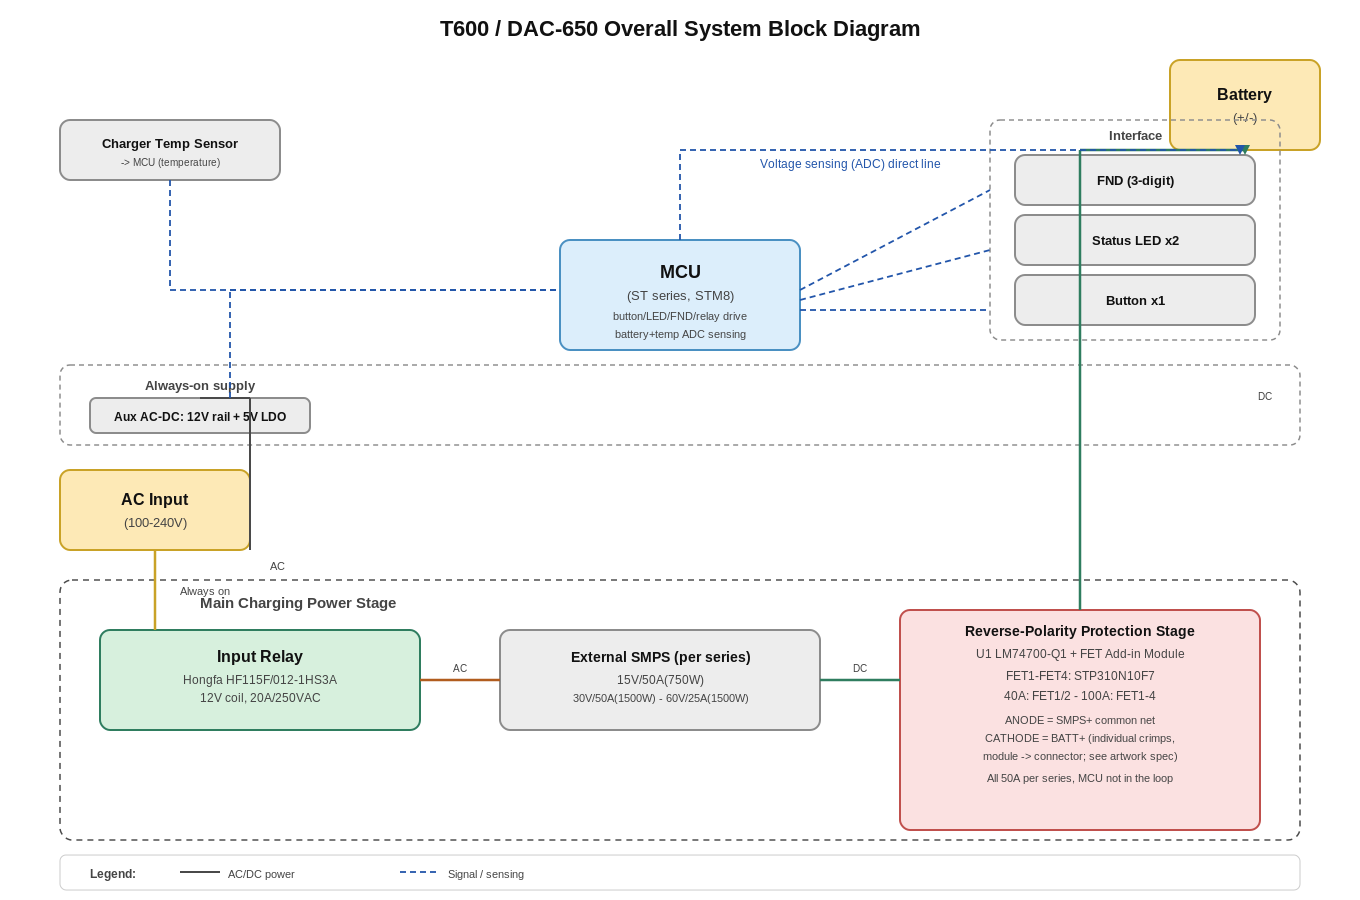 T600 / DAC-650 Overall System Block Diagram
Battery
(+/-)
Interface
Charger Temp Sensor
-> MCU (temperature)
Voltage sensing (ADC) direct line
FND (3-digit)
Status LED x2
Button x1
MCU
(ST series, STM8)
button/LED/FND/relay drive
battery+temp ADC sensing
Always-on supply
DC
Aux AC-DC: 12V rail + 5V LDO
AC Input
(100-240V)
AC
Always on
Main Charging Power Stage
Input Relay
Hongfa HF115F/012-1HS3A
12V coil, 20A/250VAC
AC
External SMPS (per series)
15V/50A(750W)
30V/50A(1500W) - 60V/25A(1500W)
DC
Reverse-Polarity Protection Stage
U1 LM74700-Q1 + FET Add-in Module
FET1-FET4: STP310N10F7
40A: FET1/2 - 100A: FET1-4
ANODE = SMPS+ common net
CATHODE = BATT+ (individual crimps,
module -> connector; see artwork spec)
All 50A per series, MCU not in the loop
Legend:
AC/DC power
Signal / sensing